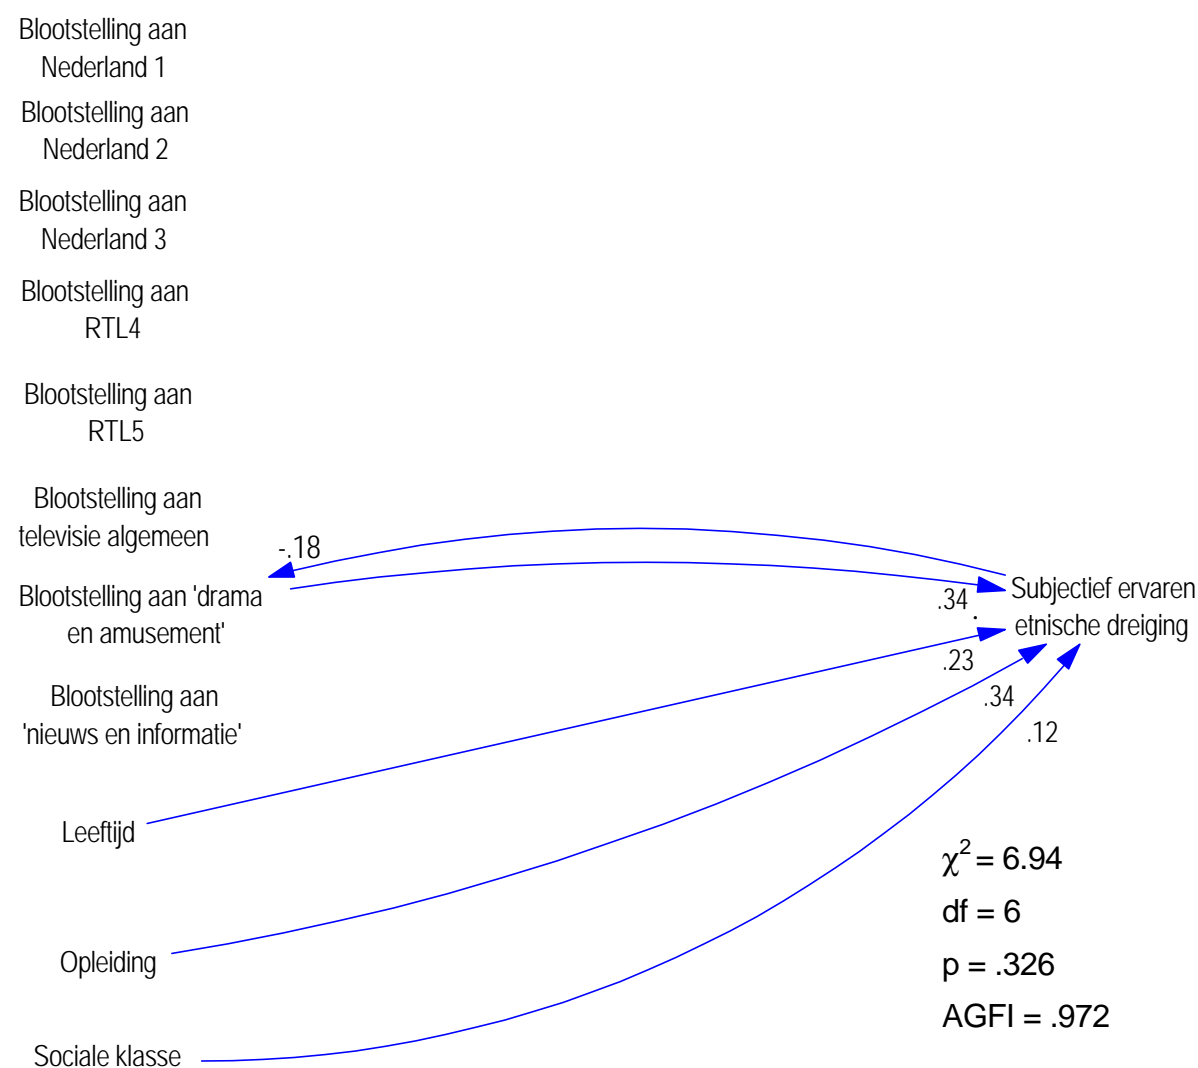 Blootstelling aan
Nederland 1
Blootstelling aan
Nederland 2
Blootstelling aan
Nederland 3
Blootstelling aan
RTL4
Blootstelling aan
RTL5
Blootstelling aan
televisie algemeen
-.18
Blootstelling aan 'drama
en amusement'
.34
.
Subjectief ervaren
etnische dreiging
.23
.34
.12
Blootstelling aan
'nieuws en informatie'
Leeftijd
Opleiding
Sociale klasse
χ² = 6.94
df = 6
p = .326
AGFI = .972